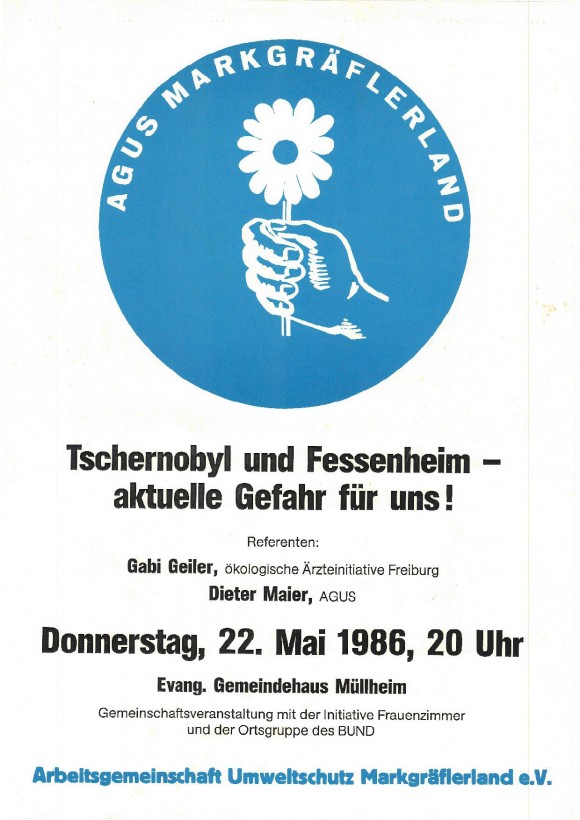 AGUS MARKGRÄFLERLAND
Tschernobyl und Fessenheim –
aktuelle Gefahr für uns!
Referenten:
Gabi Geiler, ökologische Ärzteinitiative Freiburg
Dieter Maier, AGUS
Donnerstag, 22. Mai 1986, 20 Uhr
Evang. Gemeindehaus Müllheim
Gemeinschaftsveranstaltung mit der Initiative Frauenzimmer
und der Ortsgruppe des BUND
Arbeitsgemeinschaft Umweltschutz Markgräflerland e.V.